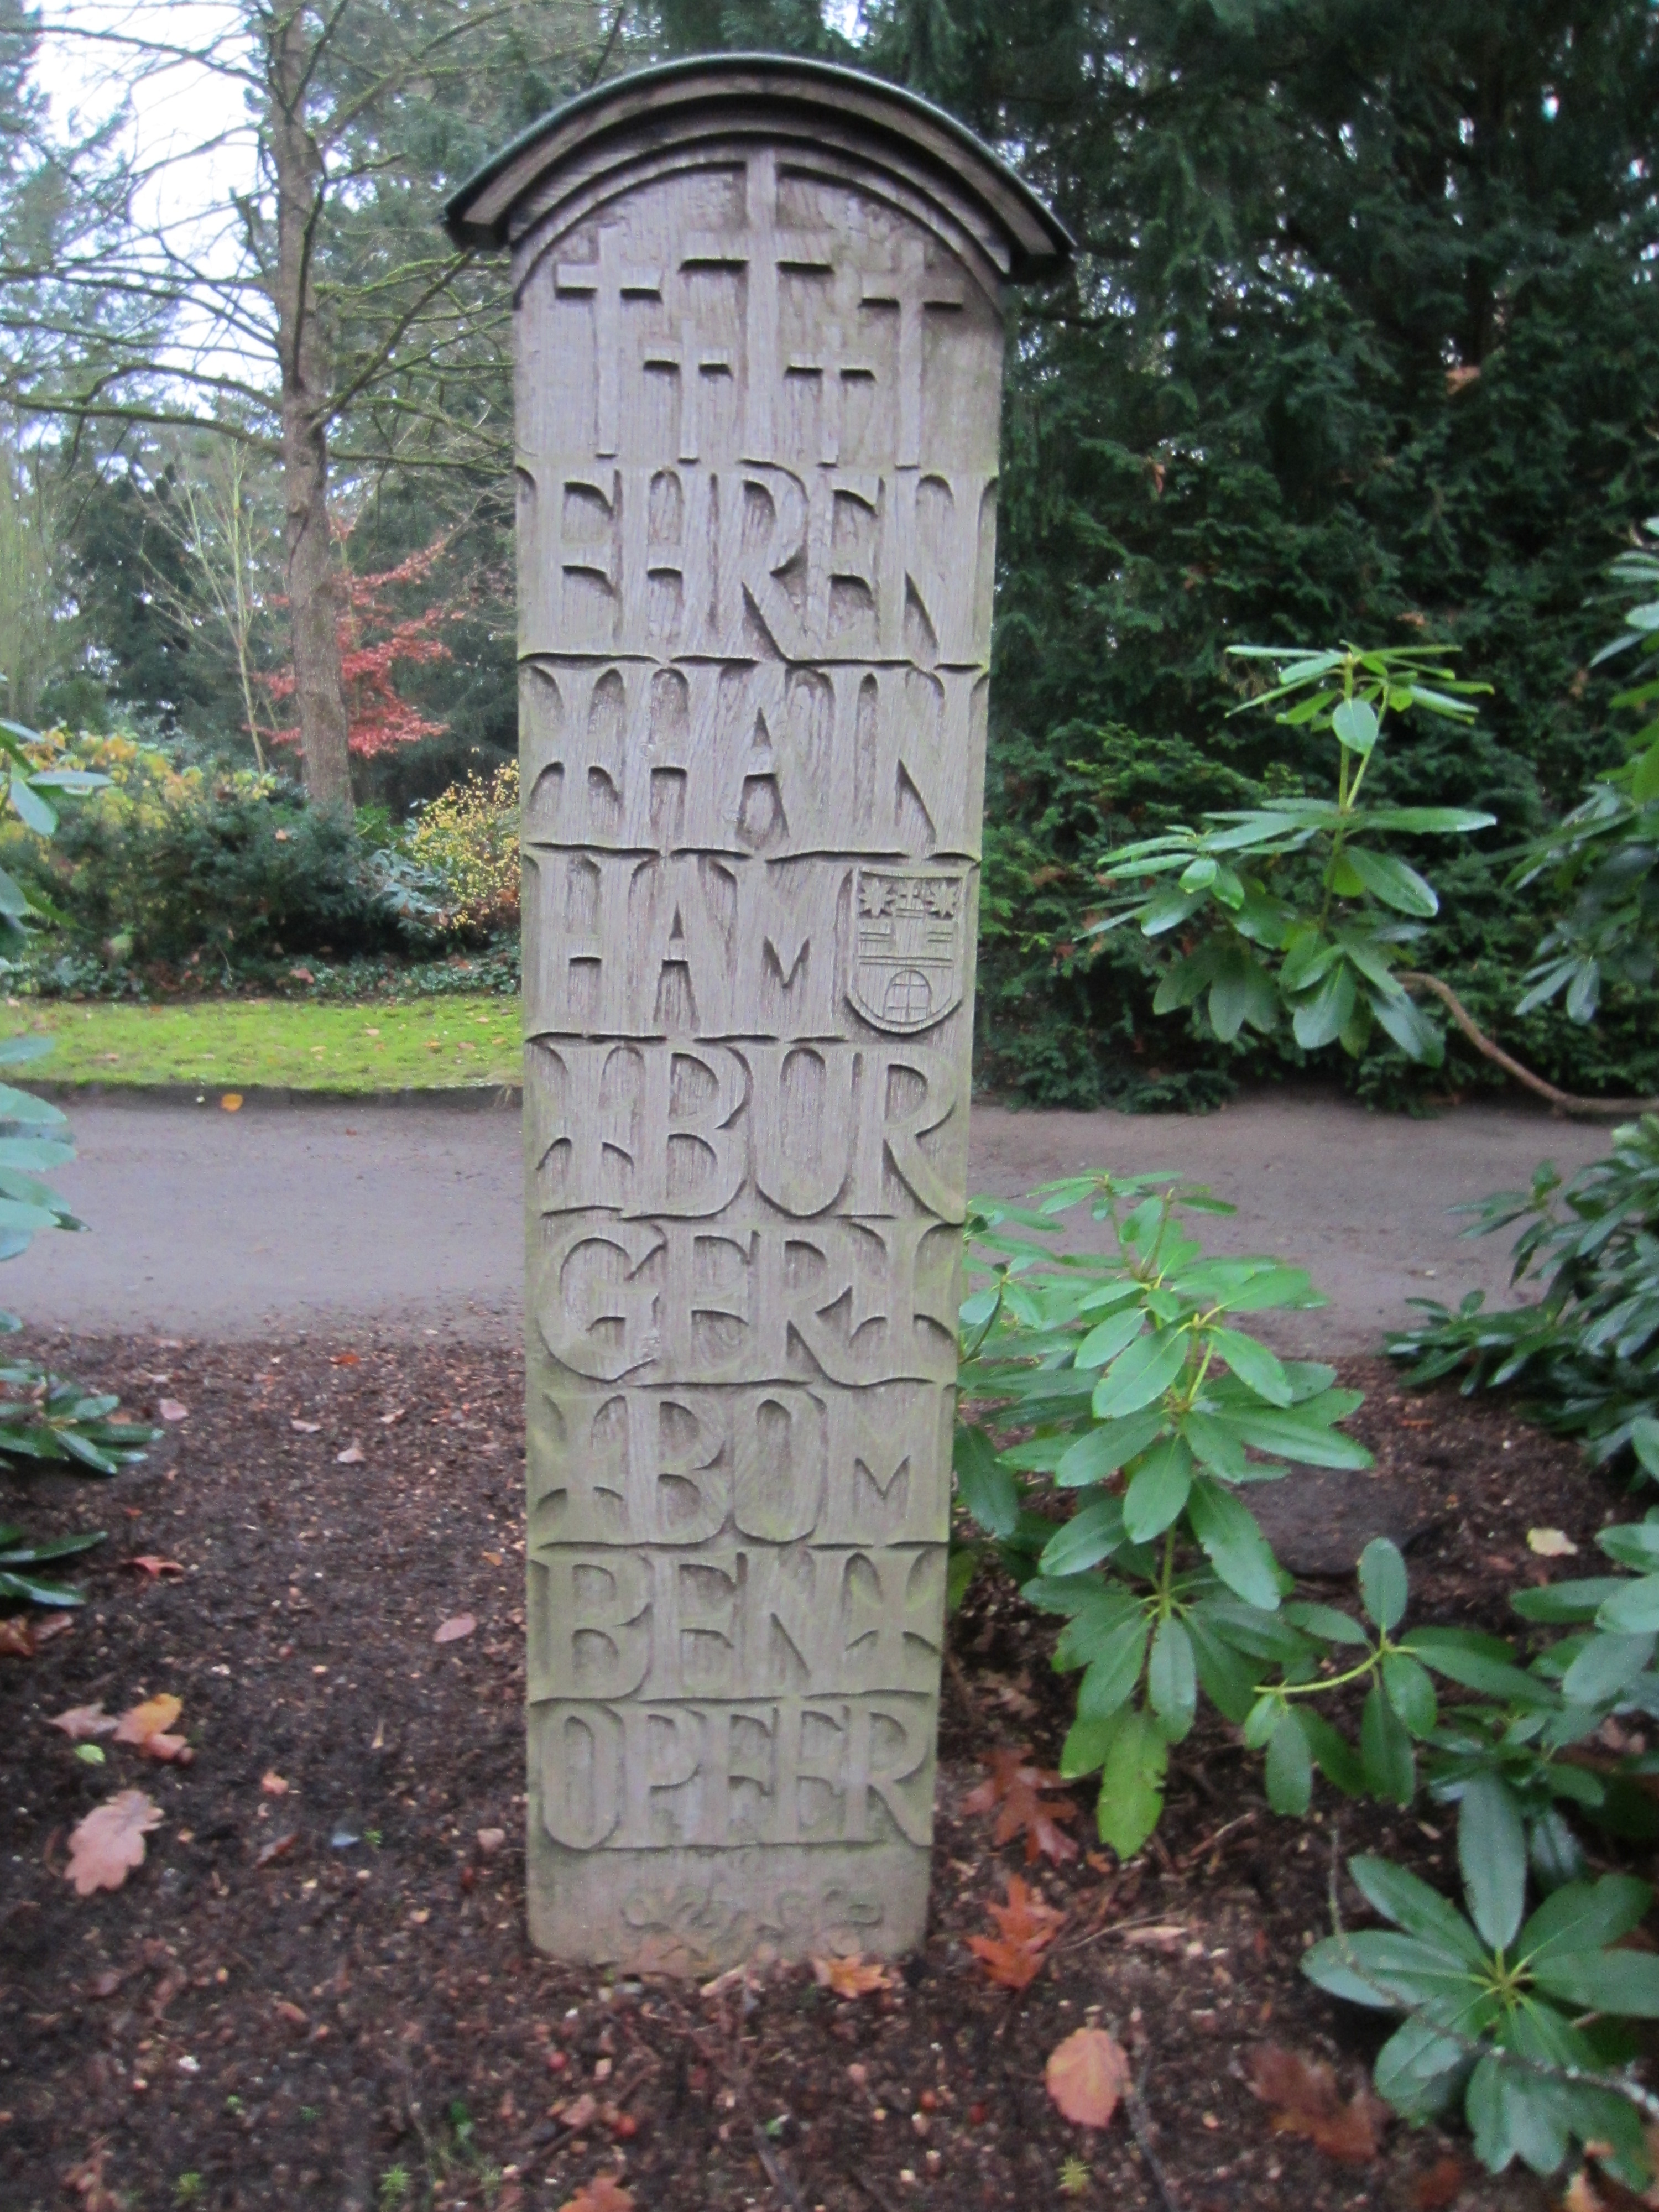 EHREN
HAIN
HAM
BUR
GER
BOM
BEN
OPFER